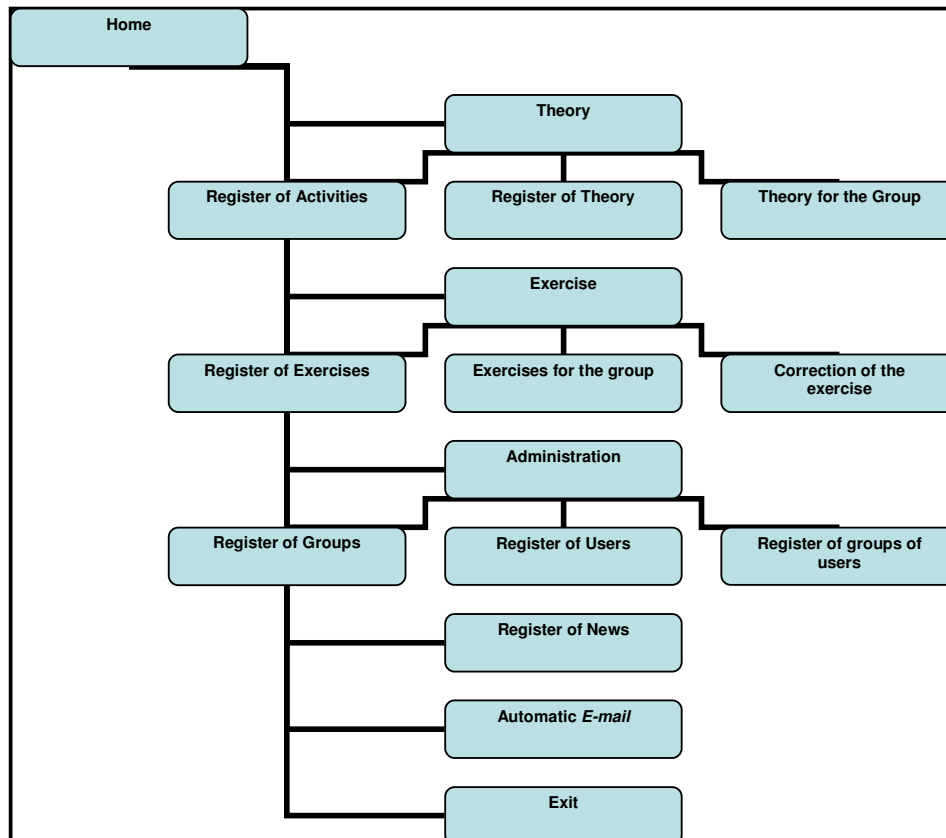 Home
Theory
Register of Activities
Register of Theory
Theory for the Group
Exercise
Register of Exercises
Exercises for the group
Correction of the
exercise
Administration
Register of Groups
Register of Users
Register of groups of
users
Register of News
Automatic E-mail
Exit